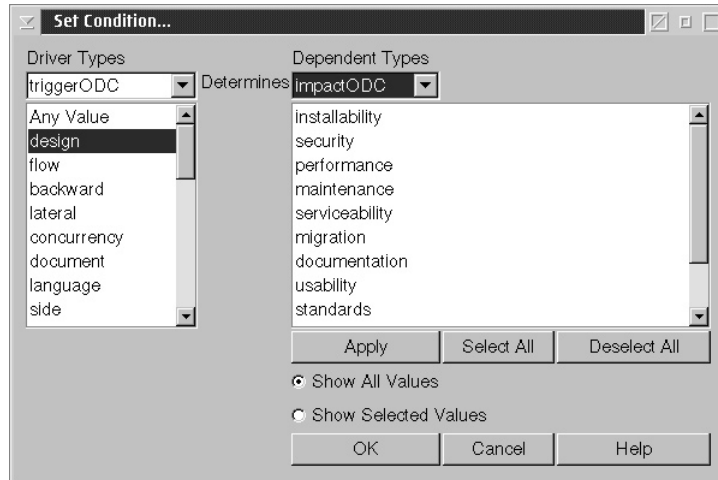 Set Condition...
Driver Types
Dependent Types
triggerODC
Determines
impactODC
Any Value
design
flow
backward
lateral
concurrency
document
language
side
installability
security
performance
maintenance
serviceability
migration
documentation
usability
standards
Apply
Select All
Deselect All
Show All Values
Show Selected Values
OK
Cancel
Help